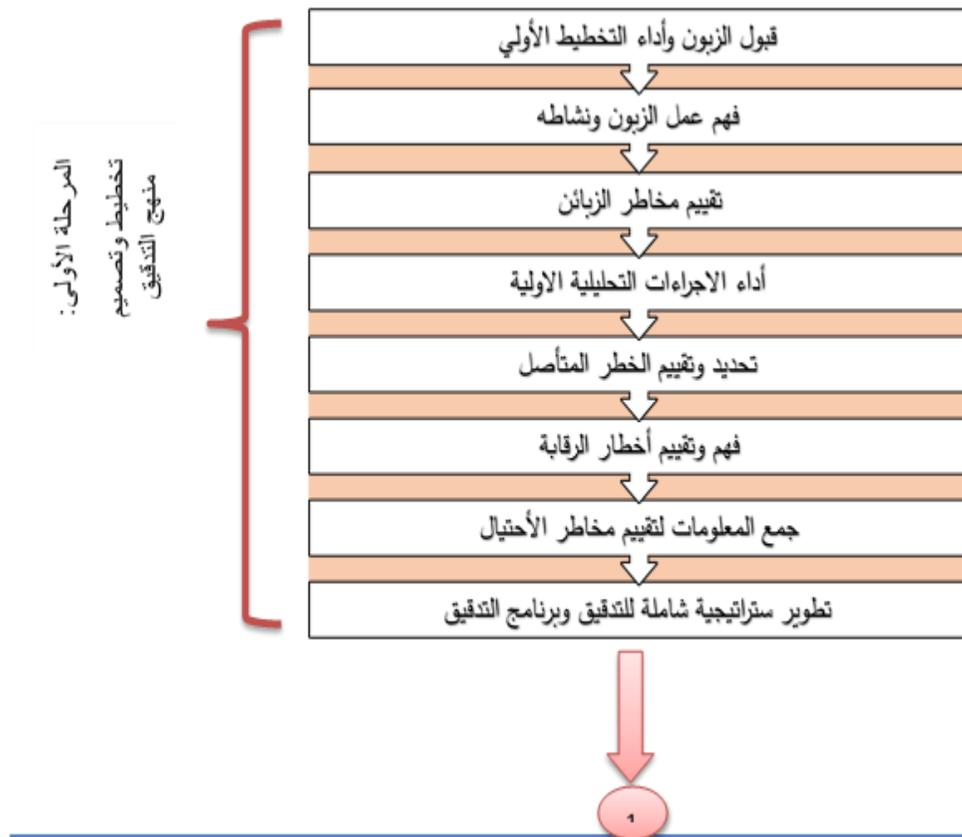 قبول الزبون وأداء التخطيط الأولي
فهم عمل الزبون ونشاطه
تقييم مخاطر الزبائن
أداء الاجراءات التحليلية الاولية
تحديد وتقييم الخطر المتأصل
فهم وتقييم أخطار الرقابة
جمع المعلومات لتقييم مخاطر الأحتيال
تطوير ستراتيجية شاملة للتدقيق وبرنامج التدقيق
المرحلة الأولى:
تخطيط وتصميم
منهج التدقيق
1